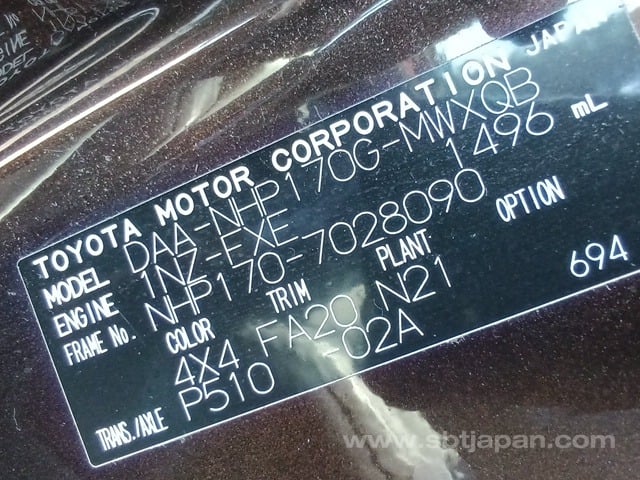 TOYOTA MOTOR CORPORATION JAPAN
MODEL DAA-NHP170G-MWXQB
ENGINE 1NZ-FXE 1496 mL
FRAME No. NHP170-7028090
COLOR TRIM PLANT OPTION
4X4 FA20 N21 694
TRANS./AXLE P510 -02A
www.sbtjapan.com